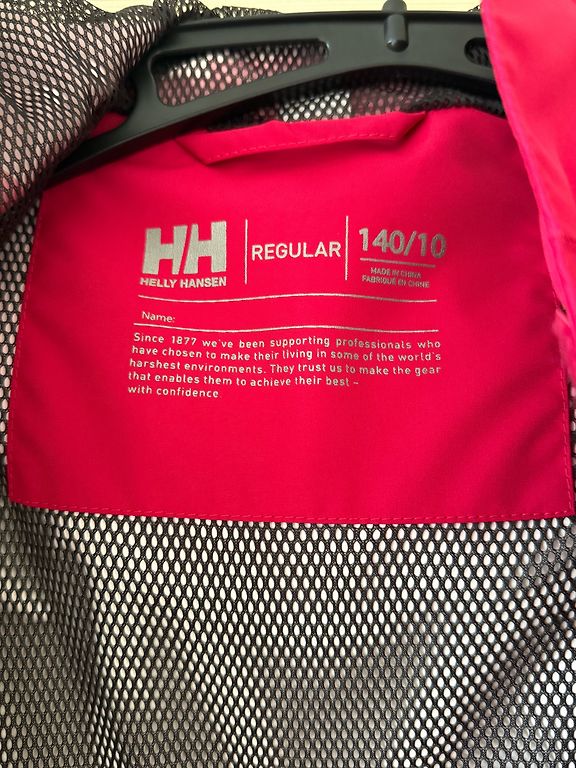 HH
HELLY HANSEN
REGULAR
140/10
MADE IN CHINA
FABRIQUÉ EN CHINE
Name:
Since 1877 we've been supporting professionals who
have chosen to make their living in some of the world's
harshest environments. They trust us to make the gear
that enables them to achieve their best –
with confidence